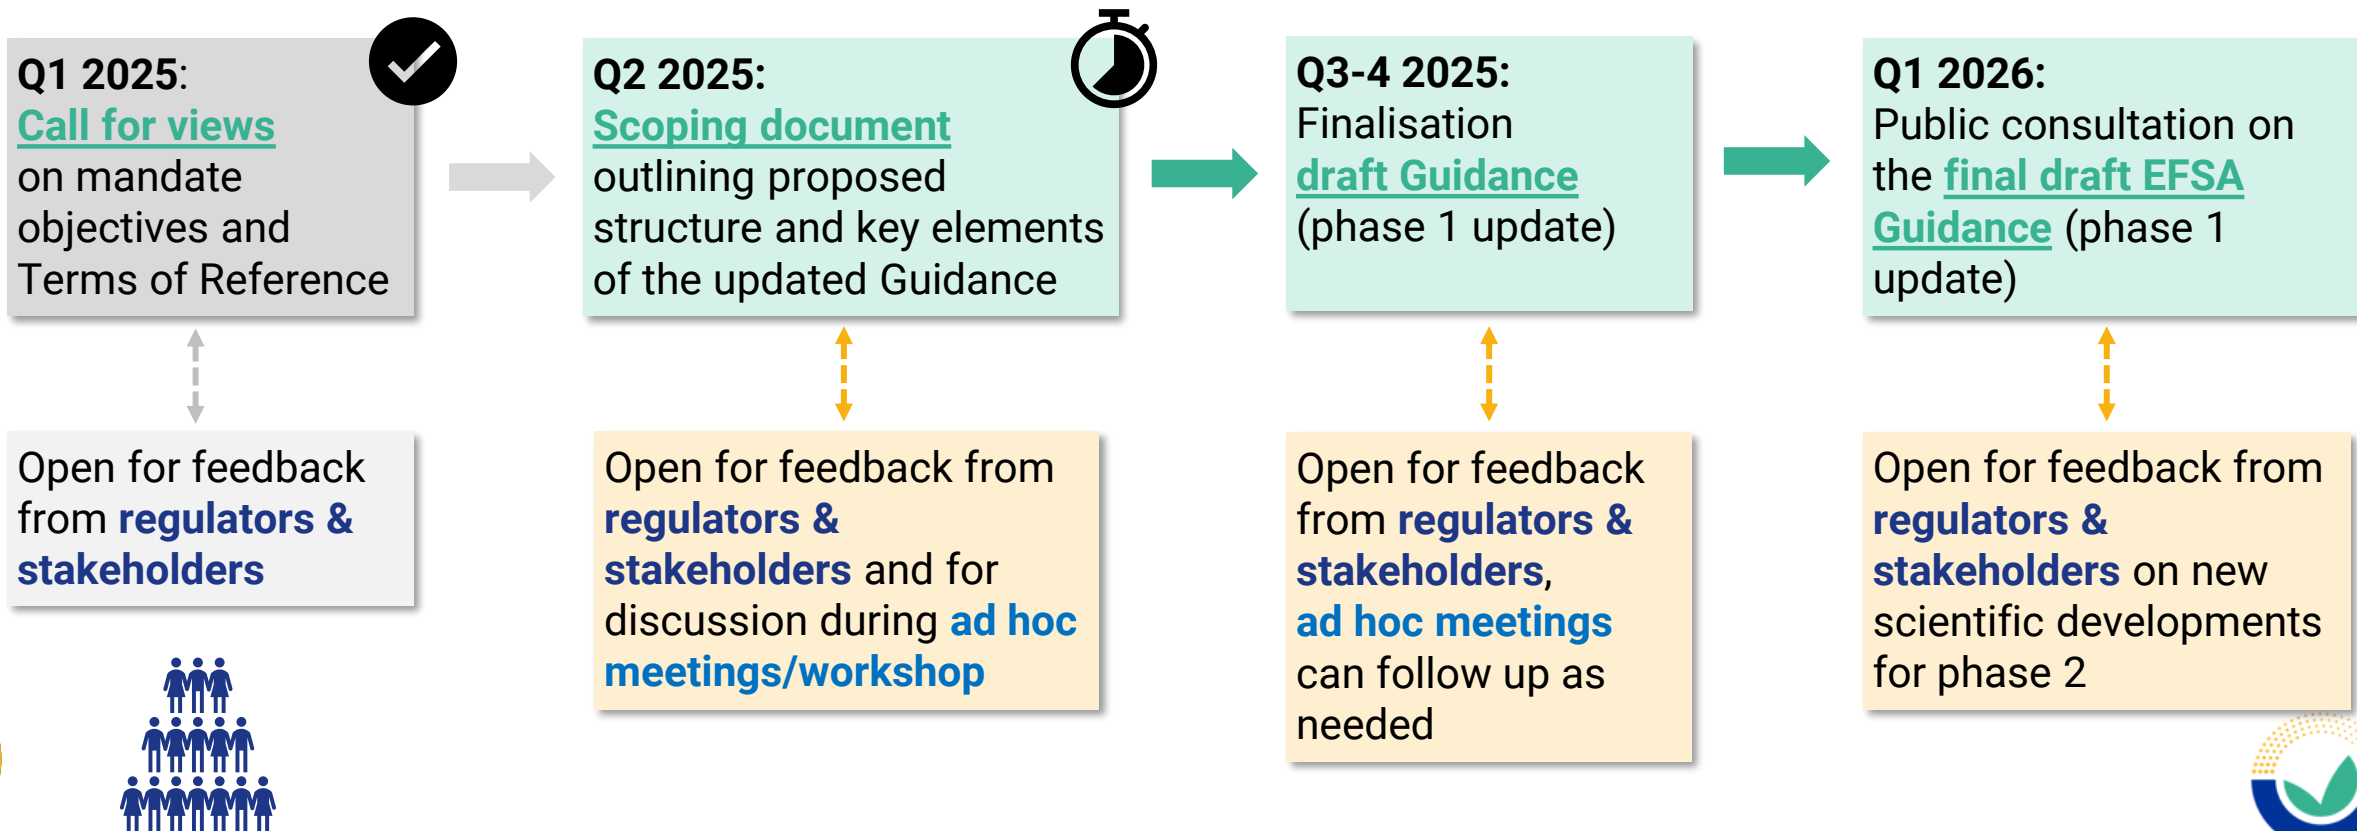 Q1 2025:
Call for views
on mandate
objectives and
Terms of Reference
Open for feedback
from regulators &
stakeholders
Q2 2025:
Scoping document
outlining proposed
structure and key elements
of the updated Guidance
Open for feedback from
regulators &
stakeholders and for
discussion during ad hoc
meetings/workshop
Q3-4 2025:
Finalisation
draft Guidance
(phase 1 update)
Open for feedback
from regulators &
stakeholders,
ad hoc meetings
can follow up as
needed
Q1 2026:
Public consultation on
the final draft EFSA
Guidance (phase 1
update)
Open for feedback from
regulators &
stakeholders on new
scientific developments
for phase 2